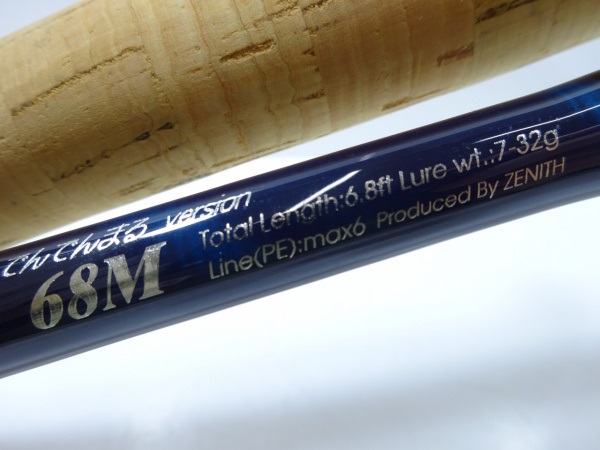 でんでんまる version
68M
Total Length:6.8ft Lure wt.:7-32g
Line(PE):max6 Produced By ZENITH